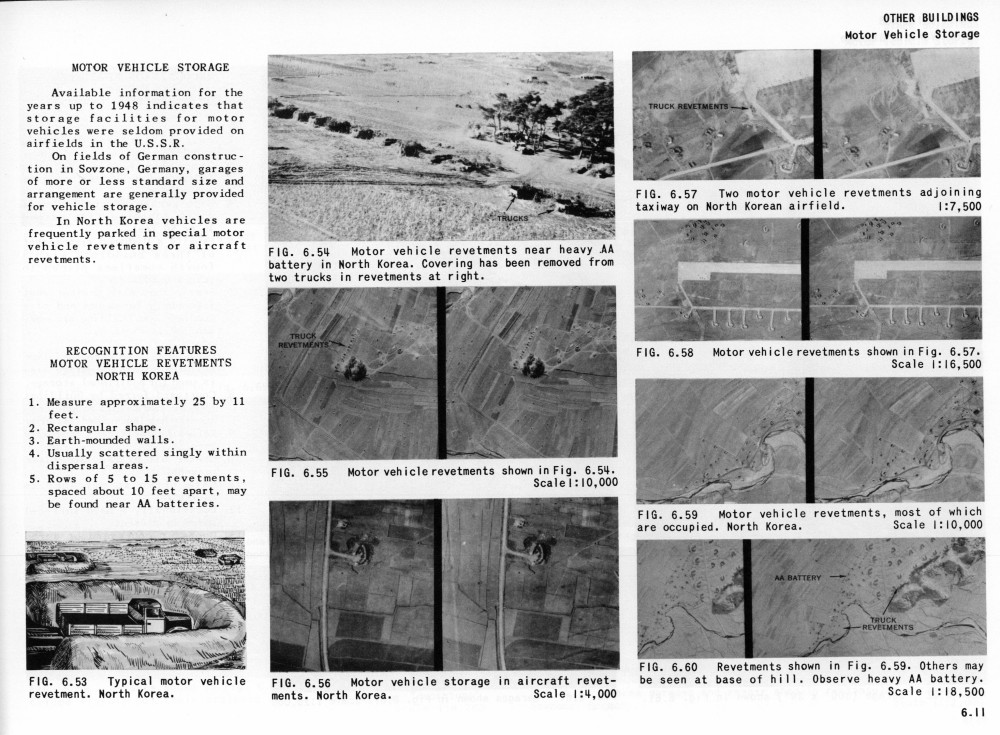 OTHER BUILDINGS
Motor Vehicle Storage
MOTOR VEHICLE STORAGE
Available information for the
years up to 1948 indicates that
storage facilities for motor
vehicles were seldom provided on
airfields in the U.S.S.R.
On fields of German construc-
tion in Sovzone, Germany, garages
of more or less standard size and
arrangement are generally provided
for vehicle storage.
In North Korea vehicles are
frequently parked in special motor
vehicle revetments or aircraft
revetments.
RECOGNITION FEATURES
MOTOR VEHICLE REVETMENTS
NORTH KOREA
1. Measure approximately 25 by 11
feet.
2. Rectangular shape.
3. Earth-mounded walls.
4. Usually scattered singly within
dispersal areas.
5. Rows of 5 to 15 revetments,
spaced about 10 feet apart, may
be found near AA batteries.
FIG. 6.53 Typical motor vehicle
revetment. North Korea.
TRUCKS
FIG. 6.54 Motor vehicle revetments near heavy AA
battery in North Korea. Covering has been removed from
two trucks in revetments at right.
TRUCK
REVETMENTS
FIG. 6.55 Motor vehicle revetments shown in Fig. 6.54.
Scale 1:10,000
FIG. 6.56 Motor vehicle storage in aircraft revet-
ments. North Korea. Scale 1:4,000
TRUCK REVETMENTS
FIG. 6.57 Two motor vehicle revetments adjoining
taxiway on North Korean airfield. 1:7,500
FIG. 6.58 Motor vehicle revetments shown in Fig. 6.57.
Scale 1:16,500
FIG. 6.59 Motor vehicle revetments, most of which
are occupied. North Korea. Scale 1:10,000
AA BATTERY
TRUCK
REVETMENTS
FIG. 6.60 Revetments shown in Fig. 6.59. Others may
be seen at base of hill. Observe heavy AA battery.
Scale 1:18,500
6.11